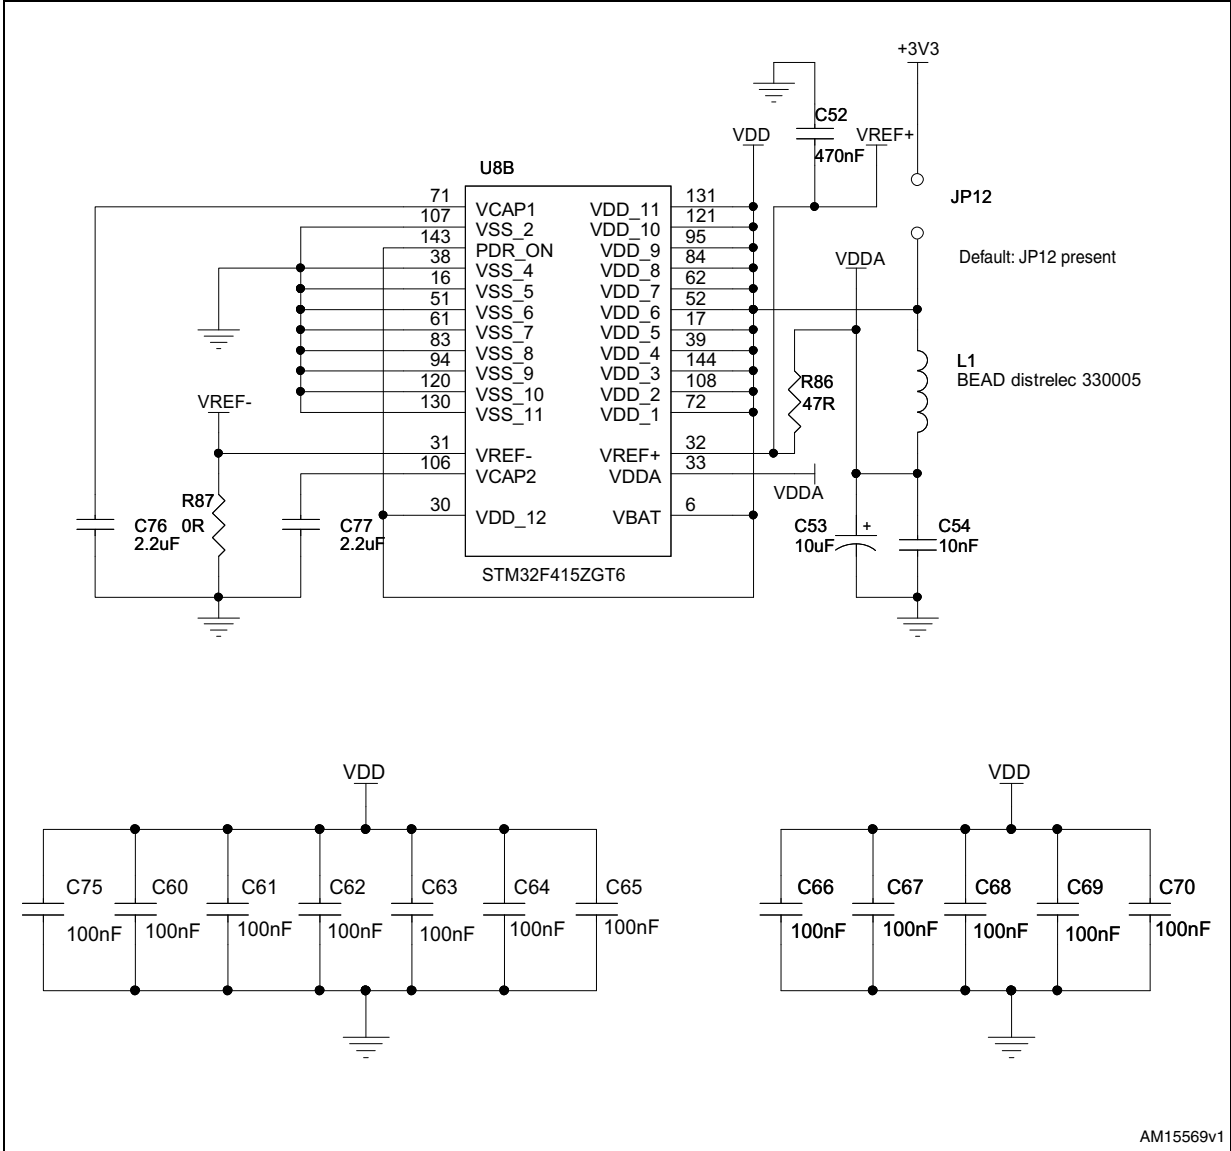 +3V3
C52
470nF
VDD
VREF+
JP12
Default: JP12 present
U8B
71
VCAP1
107
VSS_2
143
PDR_ON
38
VSS_4
16
VSS_5
51
VSS_6
61
VSS_7
83
VSS_8
94
VSS_9
120
VSS_10
130
VSS_11
31
VREF-
106
VCAP2
30
VDD_12
VDD_11
131
VDD_10
121
VDD_9
95
VDD_8
84
VDD_7
62
VDD_6
52
VDD_5
17
VDD_4
39
VDD_3
144
VDD_2
108
VDD_1
72
VREF+
32
VDDA
33
VBAT
6
STM32F415ZGT6
VDDA
R86
47R
L1
BEAD distrelec 330005
VREF-
VDDA
R87
0R
C76
2.2uF
C77
2.2uF
C53
10uF
+
C54
10nF
VDD
C75
100nF
C60
100nF
C61
100nF
C62
100nF
C63
100nF
C64
100nF
C65
100nF
VDD
C66
100nF
C67
100nF
C68
100nF
C69
100nF
C70
100nF
AM15569v1